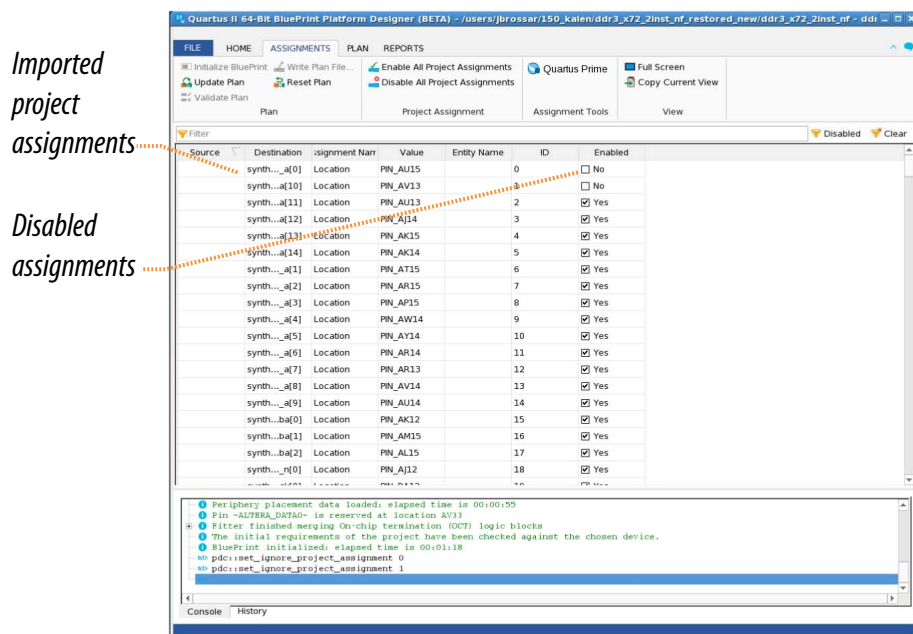 Imported
project
assignments
Disabled
assignments
Quartus II 64-Bit BluePrint Platform Designer (BETA) - /users/jbrossar/150_kalen/ddr3_x72_2inst_nf_restored_new/ddr3_x72_2inst_nf - ddr
FILE HOME ASSIGNMENTS PLAN REPORTS
Initialize BluePrint Write Plan File... Enable All Project Assignments Quartus Prime Full Screen
Update Plan Reset Plan Disable All Project Assignments Copy Current View
Validate Plan
Plan Project Assignment Assignment Tools View
Filter Disabled Clear
Source Destination ssignment Nam Value Entity Name ID Enabled
synth..._a[0] Location PIN_AU15 0 No
synth...a[10] Location PIN_AV13 1 No
synth...a[11] Location PIN_AU13 2 Yes
synth...a[12] Location PIN_AJ14 3 Yes
synth...a[13] Location PIN_AK15 4 Yes
synth...a[14] Location PIN_AK14 5 Yes
synth..._a[1] Location PIN_AT15 6 Yes
synth..._a[2] Location PIN_AR15 7 Yes
synth..._a[3] Location PIN_AP15 8 Yes
synth..._a[4] Location PIN_AW14 9 Yes
synth..._a[5] Location PIN_AY14 10 Yes
synth..._a[6] Location PIN_AR14 11 Yes
synth..._a[7] Location PIN_AR13 12 Yes
synth..._a[8] Location PIN_AV14 13 Yes
synth..._a[9] Location PIN_AU14 14 Yes
synth...ba[0] Location PIN_AK12 15 Yes
synth...ba[1] Location PIN_AM15 16 Yes
synth...ba[2] Location PIN_AL15 17 Yes
synth..._n[0] Location PIN_AJ12 18 Yes
Periphery placement data loaded: elapsed time is 00:00:55
Pin ~ALTERA_DATA0~ is reserved at location AV33
Fitter finished merging On-chip termination (OCT) logic blocks
The initial requirements of the project have been checked against the chosen device.
BluePrint initialized: elapsed time is 00:01:18
pdc::set_ignore_project_assignment 0
pdc::set_ignore_project_assignment 1
Console History